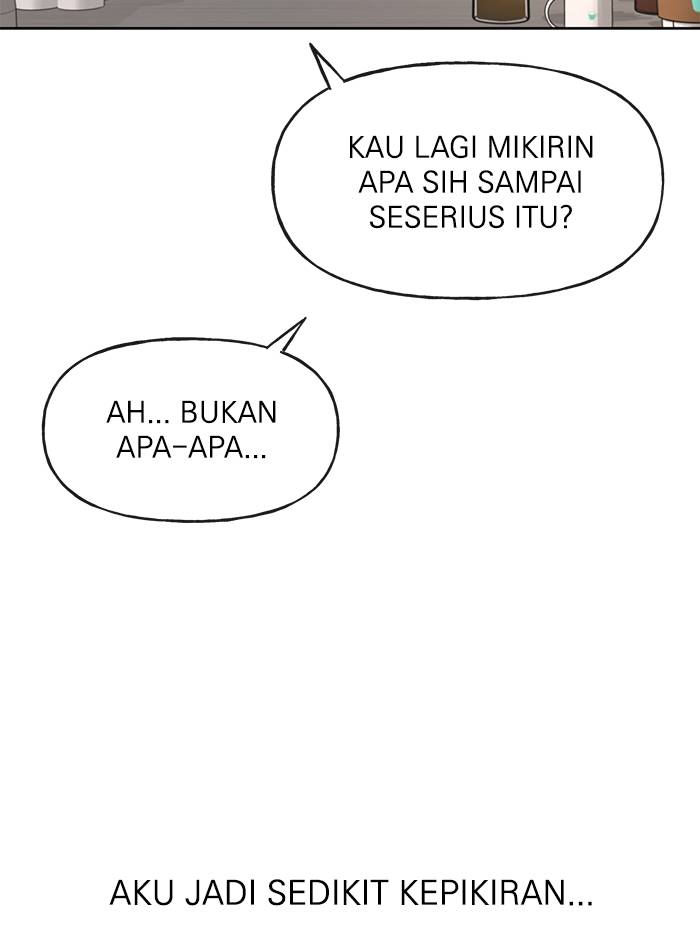 KAU LAGI MIKIRIN
APA SIH SAMPAI
SESERIUS ITU?
AH... BUKAN
APA-APA...
AKU JADI SEDIKIT KEPIKIRAN...